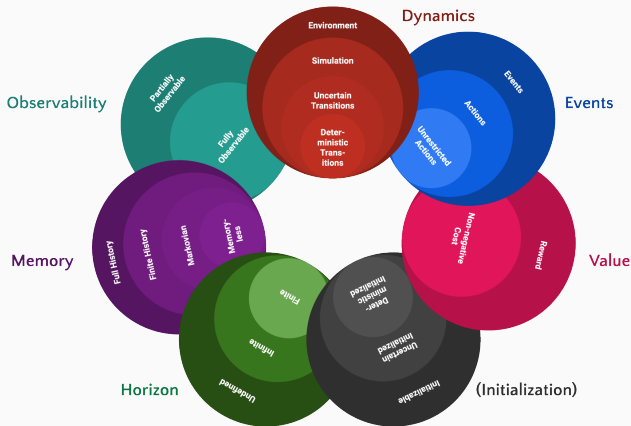 Dynamics
Environment
Simulation
Uncertain
Transitions
Deter-
ministic
Trans-
itions
Events
Events
Actions
Unrestricted
Actions
Value
Reward
Non-negative
Cost
(Initialization)
Initializable
Uncertain
Initialized
Deter-
ministic
Initialized
Horizon
Undefined
Infinite
Finite
Memory
Full History
Finite History
Markovian
Memory-
less
Observability
Partially
Observable
Fully
Observable